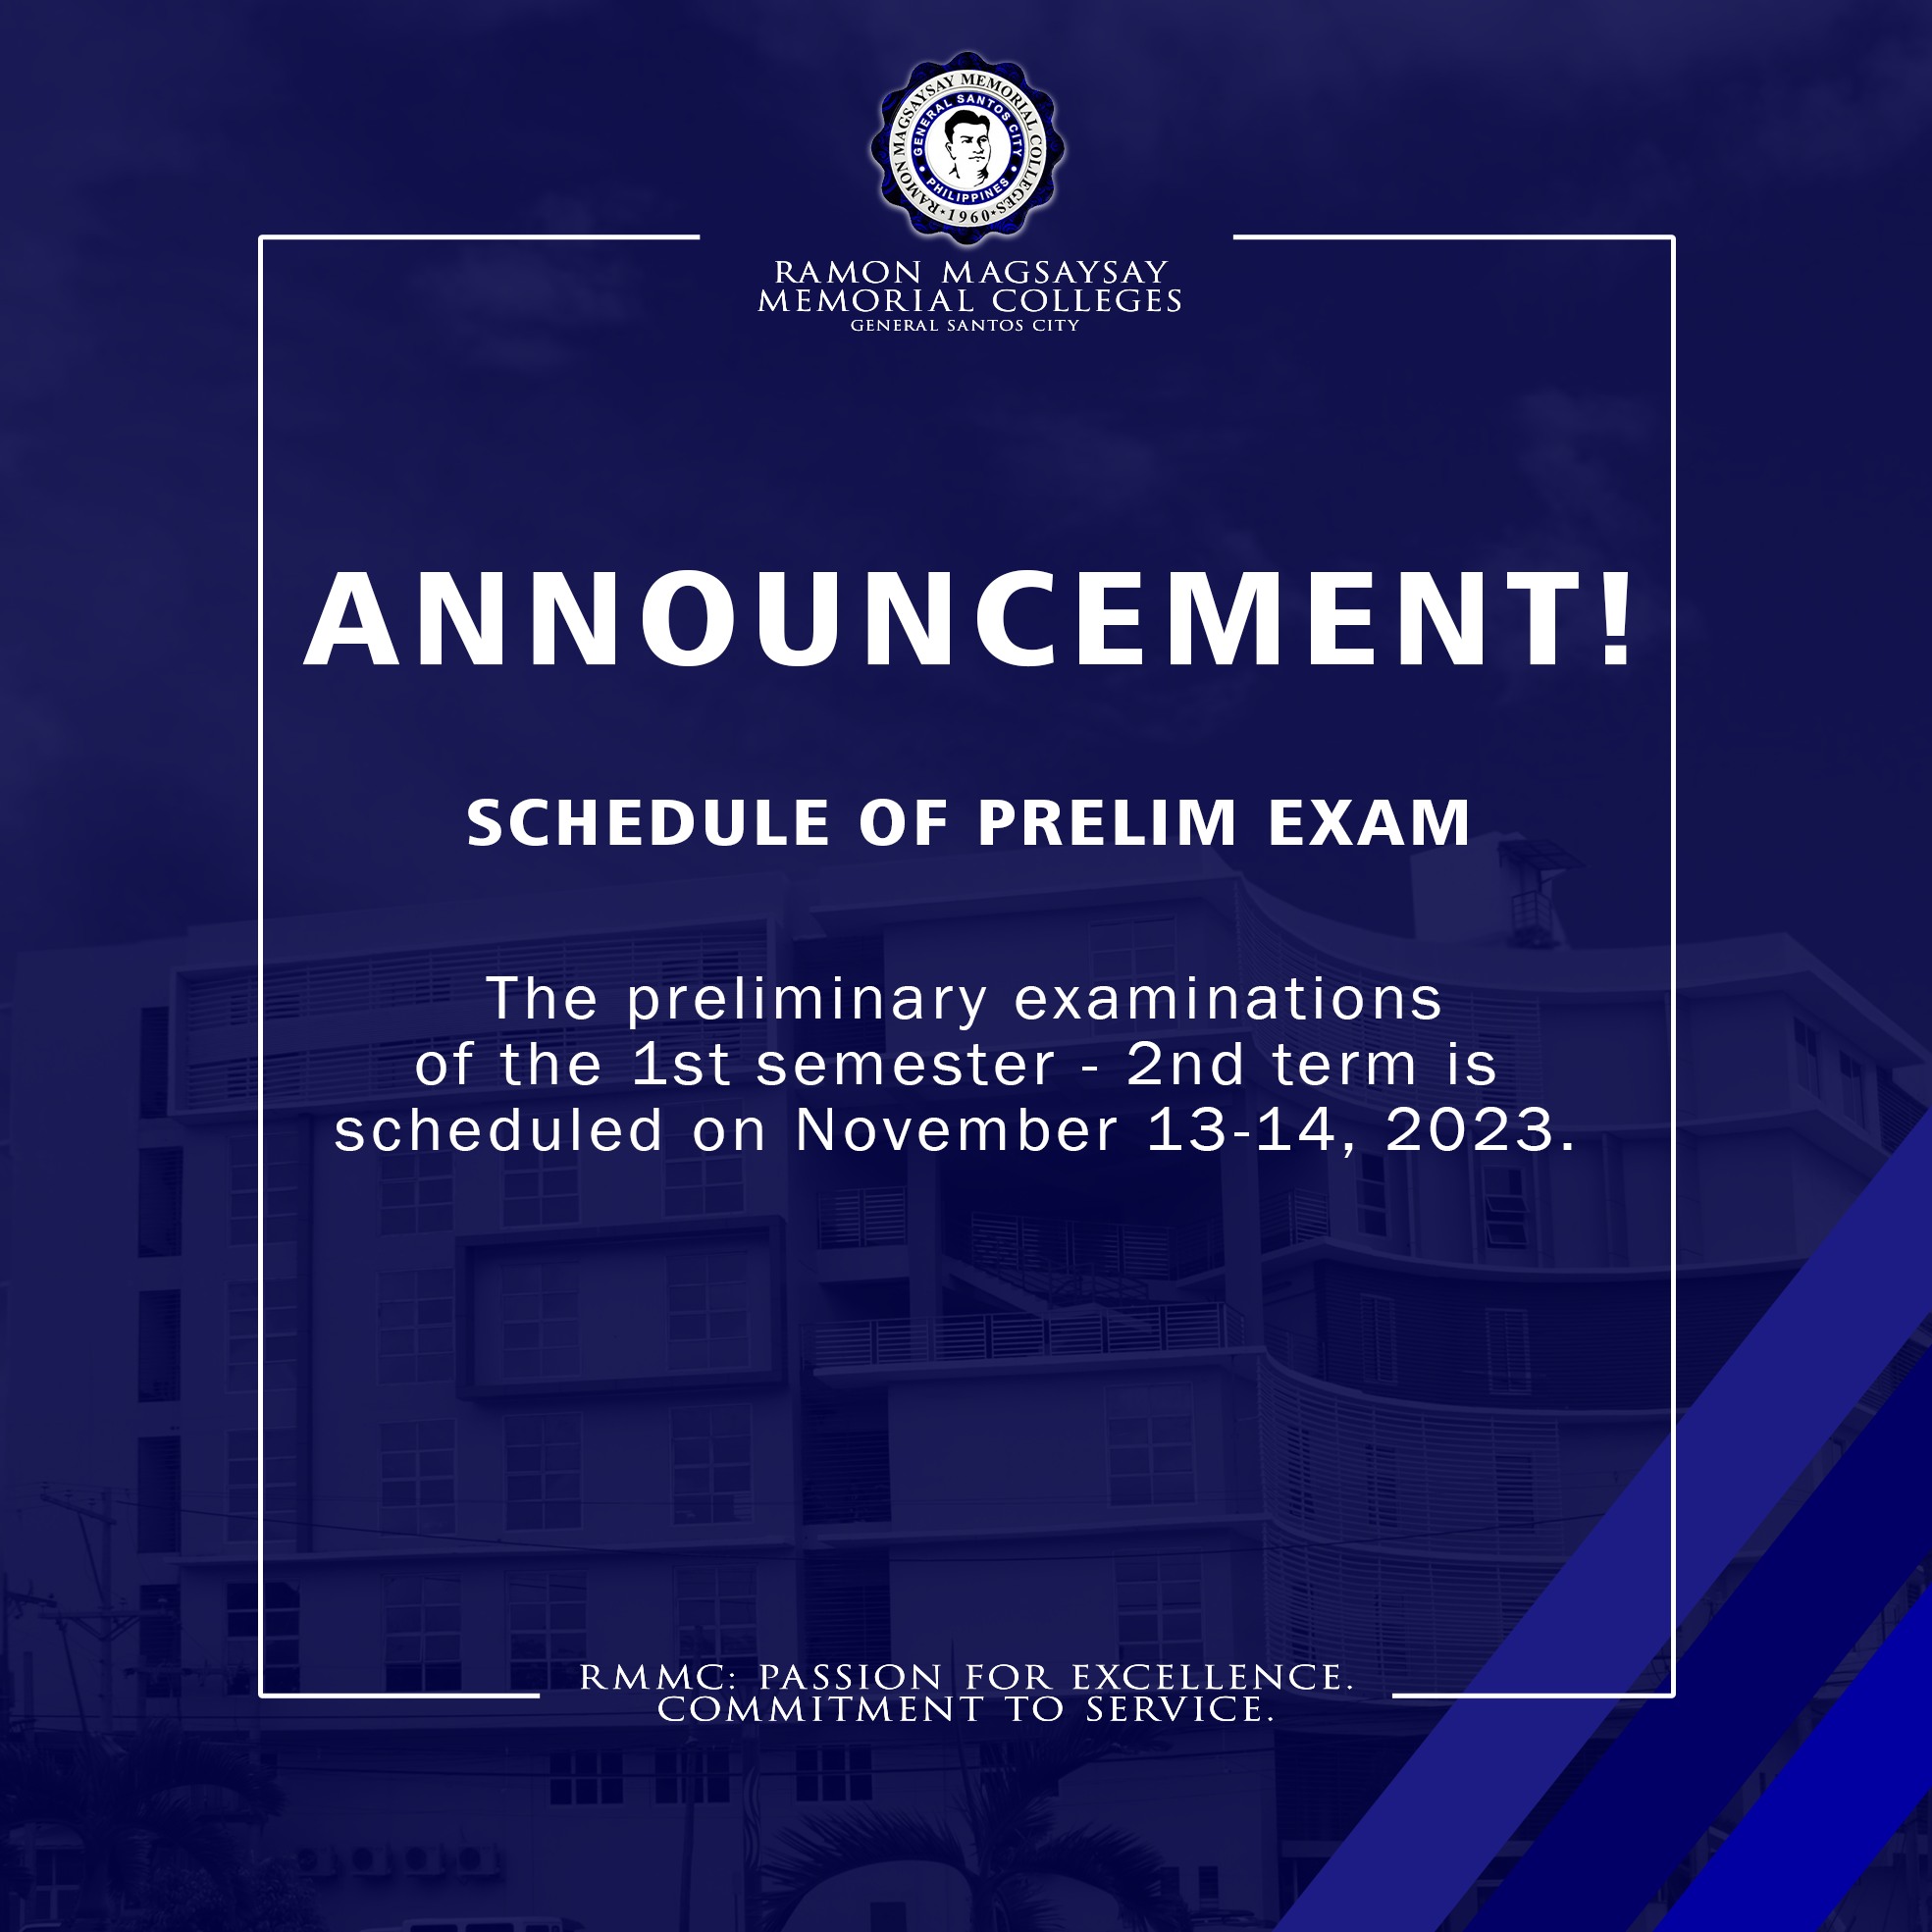 RAMON MAGSAYSAY MEMORIAL COLLEGES
GENERAL SANTOS CITY
PHILIPPINES
1960
RAMON MAGSAYSAY
MEMORIAL COLLEGES
GENERAL SANTOS CITY
ANNOUNCEMENT!
SCHEDULE OF PRELIM EXAM
The preliminary examinations
of the 1st semester - 2nd term is
scheduled on November 13-14, 2023.
RMMC: PASSION FOR EXCELLENCE.
COMMITMENT TO SERVICE.